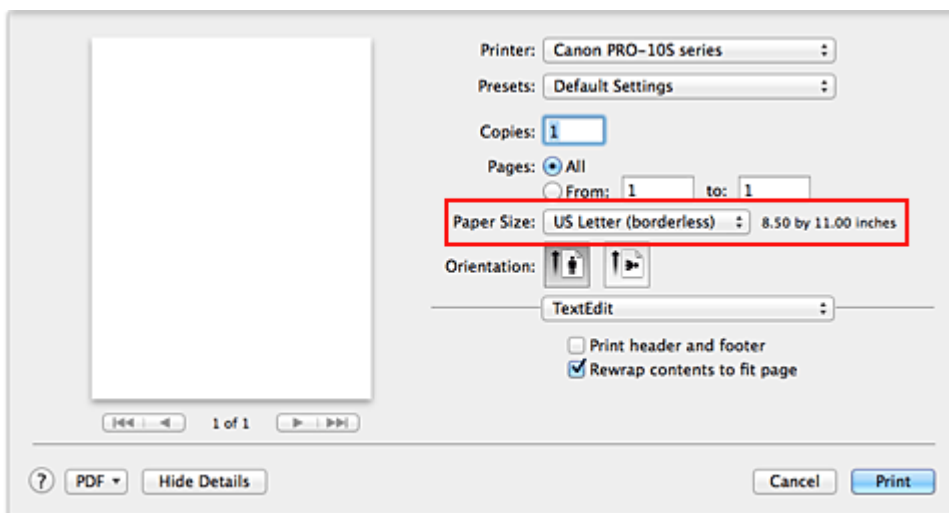 Printer: Canon PRO-10S series
Presets: Default Settings
Copies: 1
Pages: All
From: 1 to: 1
Paper Size: US Letter (borderless) 8.50 by 11.00 inches
Orientation:
TextEdit
Print header and footer
Rewrap contents to fit page
1 of 1
? PDF Hide Details Cancel Print